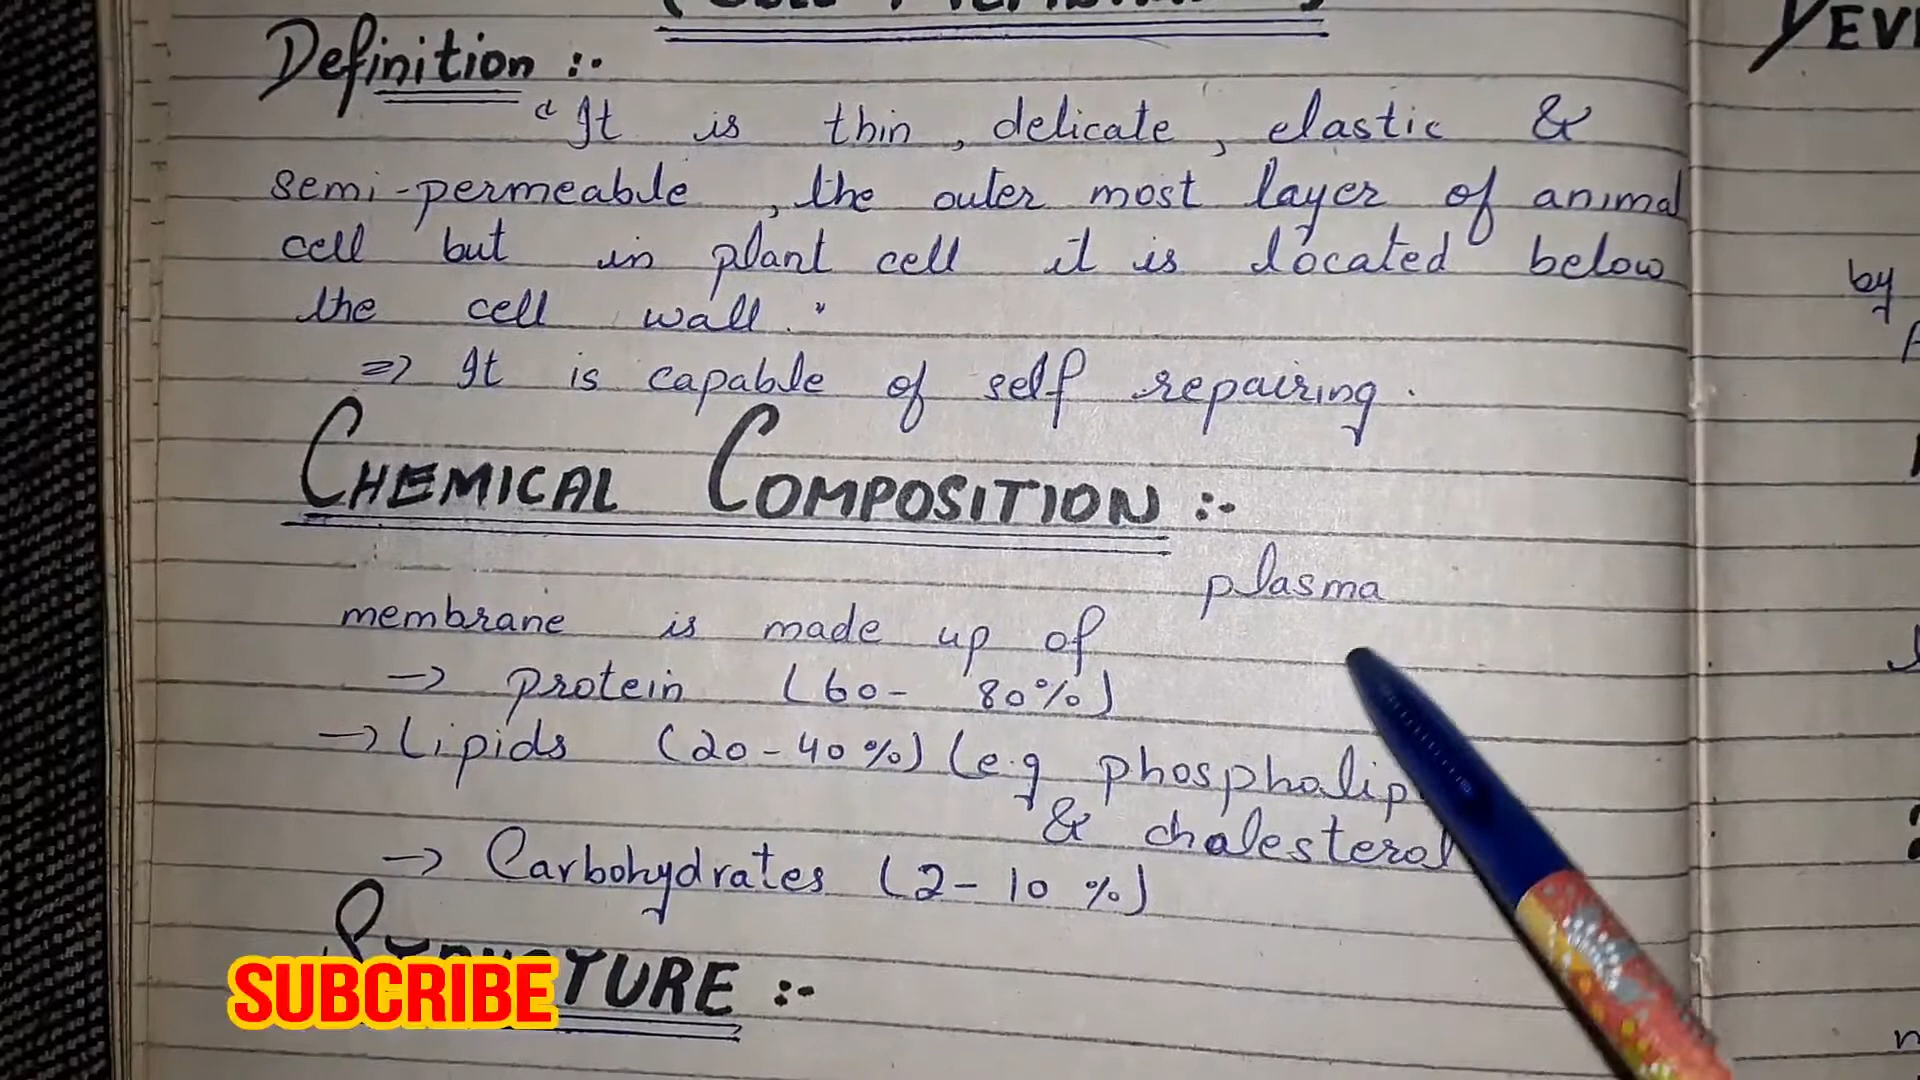 Definition :-
“It is thin, delicate, elastic &
semi-permeable, the outer most layer of animal
cell but in plant cell it is located below
the cell wall."
=> It is capable of self repairing.
CHEMICAL COMPOSITION :-
plasma
membrane is made up of
-> protein (60- 80%)
-> Lipids (20-40%) (e.g phospholip
& cholesterol
-> Carbohydrates (2-10 %)
STRUCTURE :-
SUBCRIBE
by